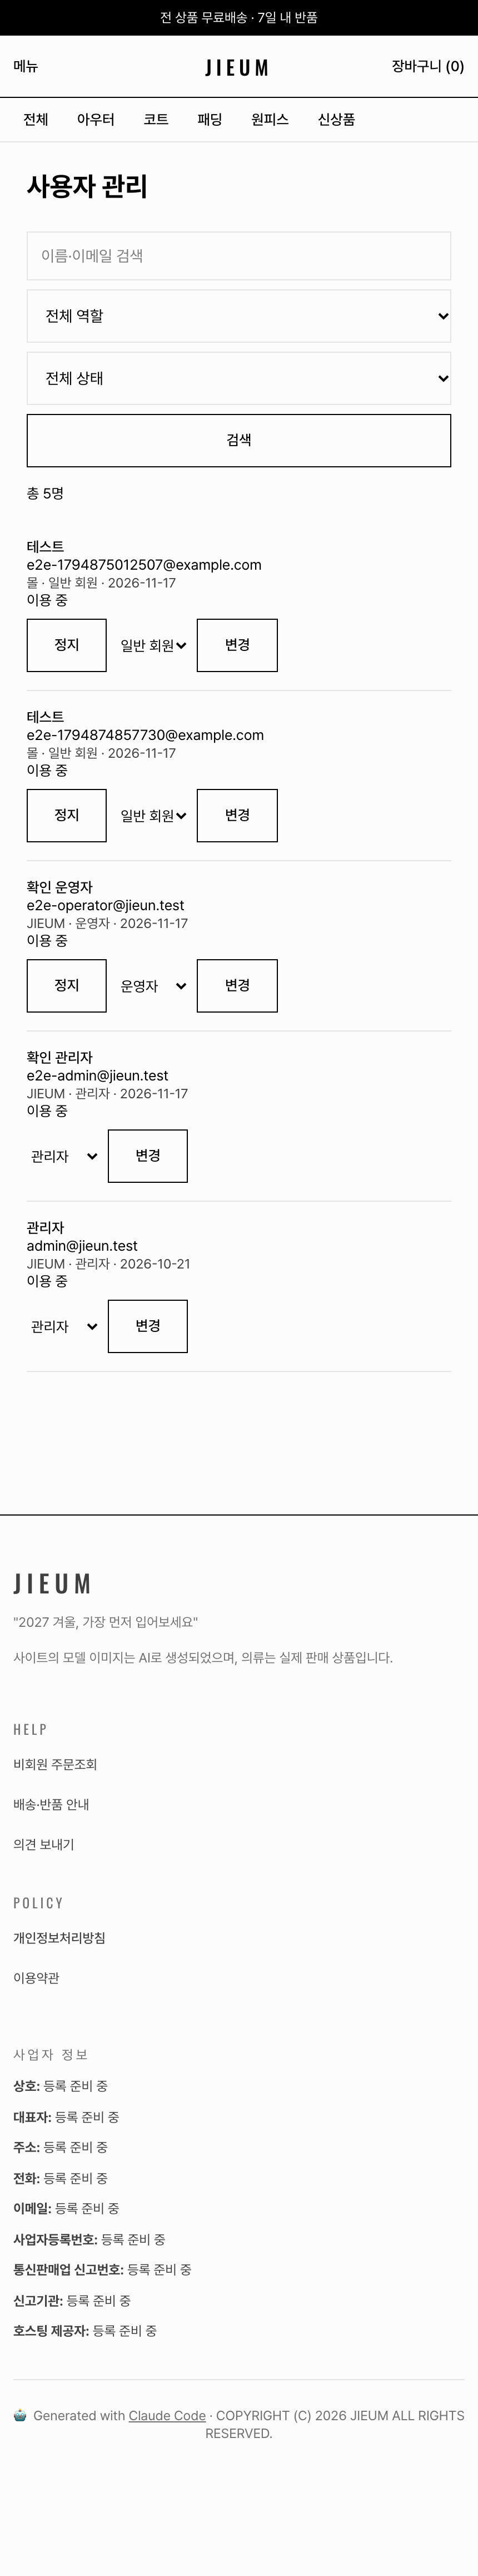 전 상품 무료배송 · 7일 내 반품
메뉴
JIEUM
장바구니 (0)
전체 아우터 코트 패딩 원피스 신상품
사용자 관리
이름·이메일 검색
전체 역할
전체 상태
검색
총 5명
테스트
e2e-1794875012507@example.com
몰 · 일반 회원 · 2026-11-17
이용 중
정지 일반 회원 변경
테스트
e2e-1794874857730@example.com
몰 · 일반 회원 · 2026-11-17
이용 중
정지 일반 회원 변경
확인 운영자
e2e-operator@jieun.test
JIEUM · 운영자 · 2026-11-17
이용 중
정지 운영자 변경
확인 관리자
e2e-admin@jieun.test
JIEUM · 관리자 · 2026-11-17
이용 중
관리자 변경
관리자
admin@jieun.test
JIEUM · 관리자 · 2026-10-21
이용 중
관리자 변경
JIEUM
"2027 겨울, 가장 먼저 입어보세요"
사이트의 모델 이미지는 AI로 생성되었으며, 의류는 실제 판매 상품입니다.
HELP
비회원 주문조회
배송·반품 안내
의견 보내기
POLICY
개인정보처리방침
이용약관
사업자 정보
상호: 등록 준비 중
대표자: 등록 준비 중
주소: 등록 준비 중
전화: 등록 준비 중
이메일: 등록 준비 중
사업자등록번호: 등록 준비 중
통신판매업 신고번호: 등록 준비 중
신고기관: 등록 준비 중
호스팅 제공자: 등록 준비 중
🤖 Generated with Claude Code · COPYRIGHT (C) 2026 JIEUM ALL RIGHTS
RESERVED.